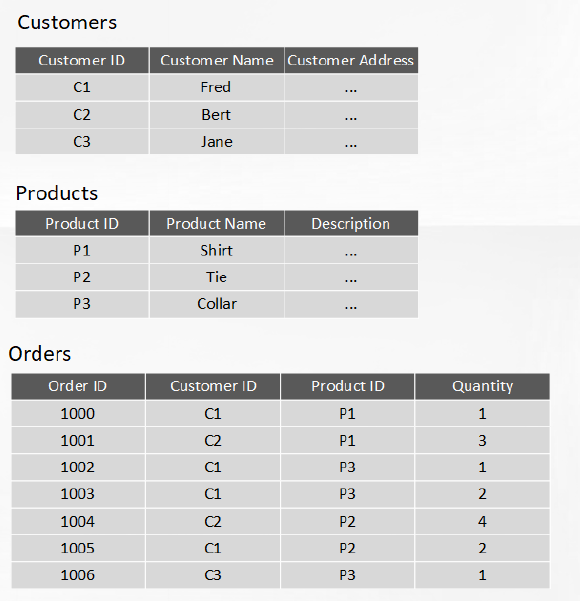 Customers
Customer ID Customer Name Customer Address
C1 Fred ...
C2 Bert ...
C3 Jane ...
Products
Product ID Product Name Description
P1 Shirt ...
P2 Tie ...
P3 Collar ...
Orders
Order ID Customer ID Product ID Quantity
1000 C1 P1 1
1001 C2 P1 3
1002 C1 P3 1
1003 C1 P3 2
1004 C2 P2 4
1005 C1 P2 2
1006 C3 P3 1